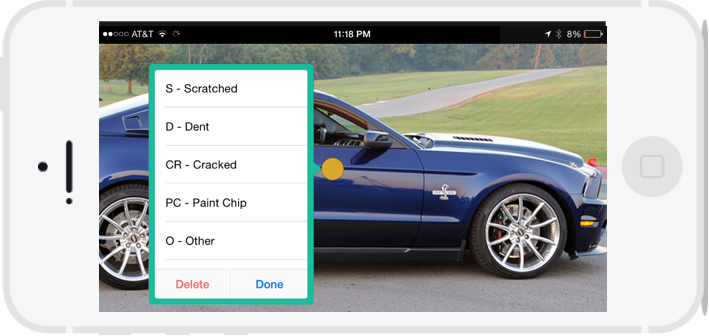 AT&T
11:18 PM
8%
S - Scratched
D - Dent
CR - Cracked
PC - Paint Chip
O - Other
Delete
Done